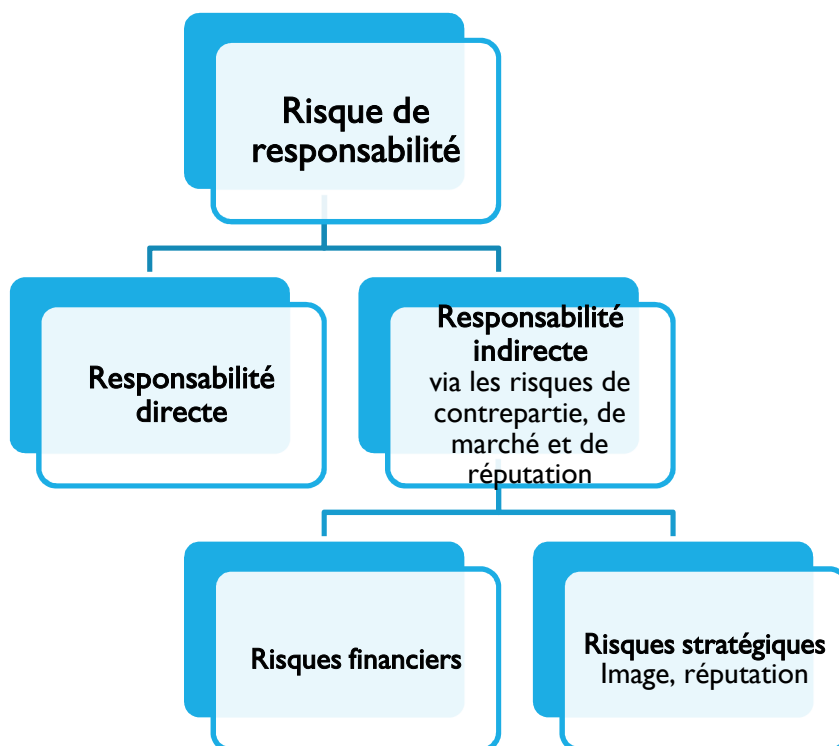 Risque de
responsabilité
Responsabilité
directe
Responsabilité
indirecte
via les risques de
contrepartie, de
marché et de
réputation
Risques financiers
Risques stratégiques
Image, réputation